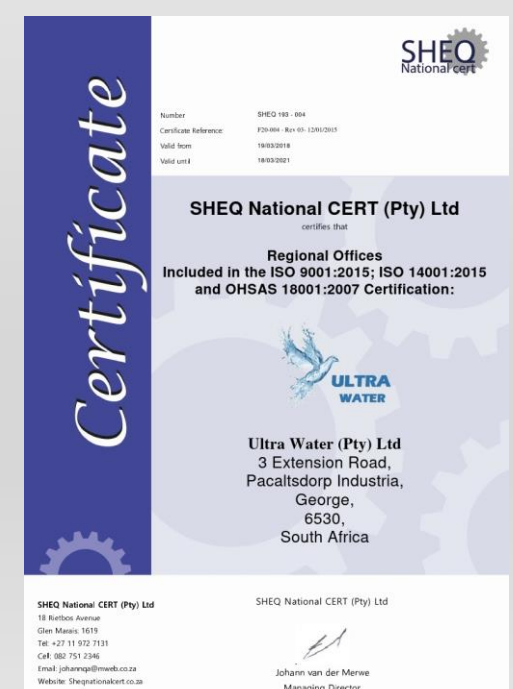 SHEQ
National cert
Certificate
Number SHEQ 193 - 004
Certificate Reference: F20-004 - Rev 03- 12/01/2015
Valid from 19/03/2018
Valid until 18/03/2021
SHEQ National CERT (Pty) Ltd
certifies that
Regional Offices
Included in the ISO 9001:2015; ISO 14001:2015
and OHSAS 18001:2007 Certification:
ULTRA
WATER
Ultra Water (Pty) Ltd
3 Extension Road,
Pacaltsdorp Industria,
George,
6530,
South Africa
SHEQ National CERT (Pty) Ltd
18 Rietbos Avenue
Glen Marais: 1619
Tel: +27 11 972 7131
Cell: 082 751 2346
Email: johannqa@mweb.co.za
Website: Sheqnationalcert.co.za
SHEQ National CERT (Pty) Ltd
Johann van der Merwe
Managing Director